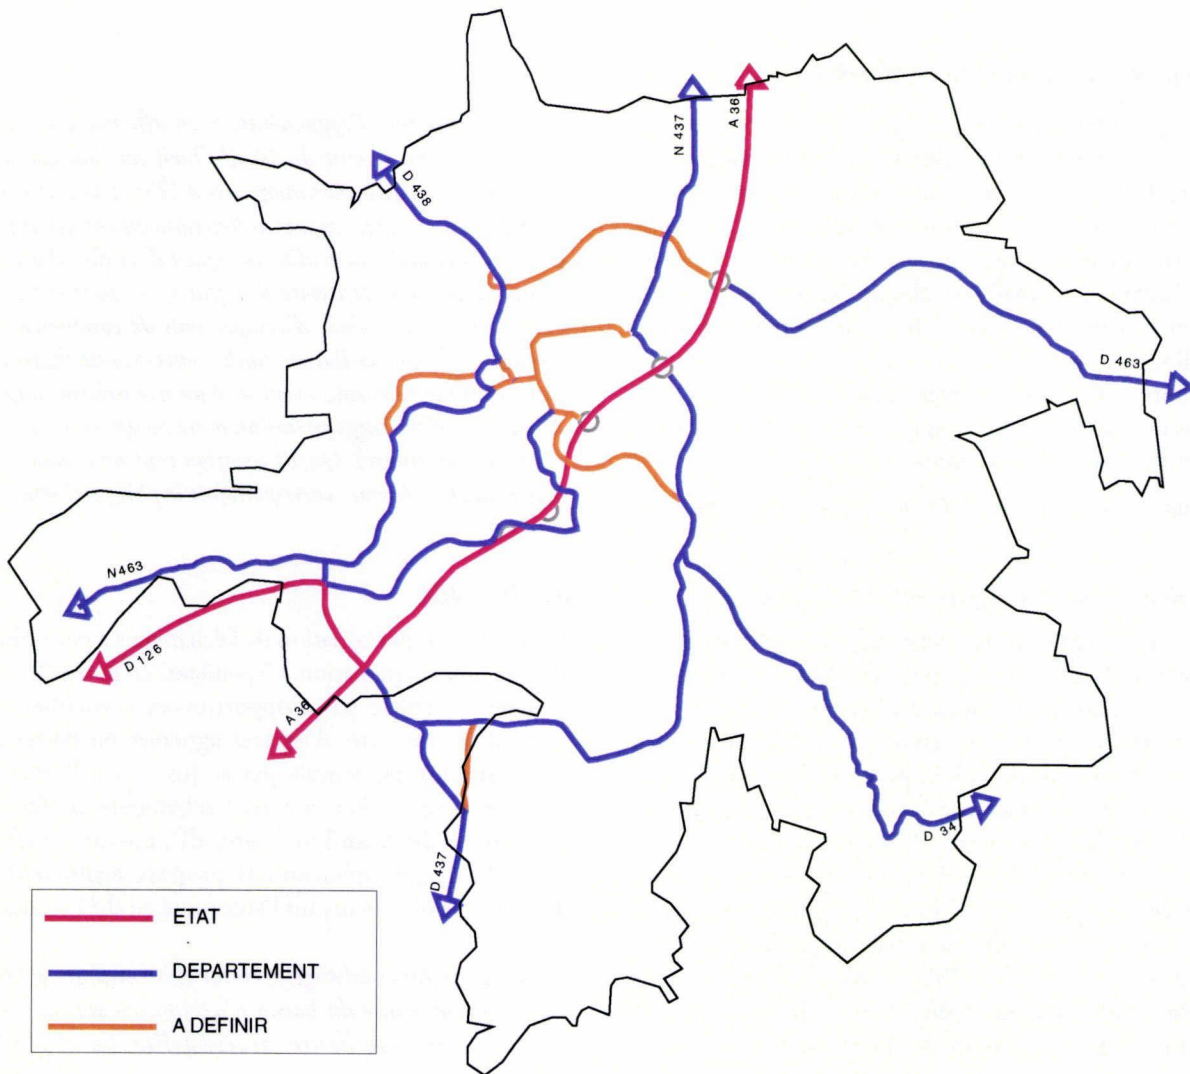 N 437
A 36
D 438
D 463
N463
D 126
A 36
D 34
D 437
ETAT
DEPARTEMENT
A DEFINIR